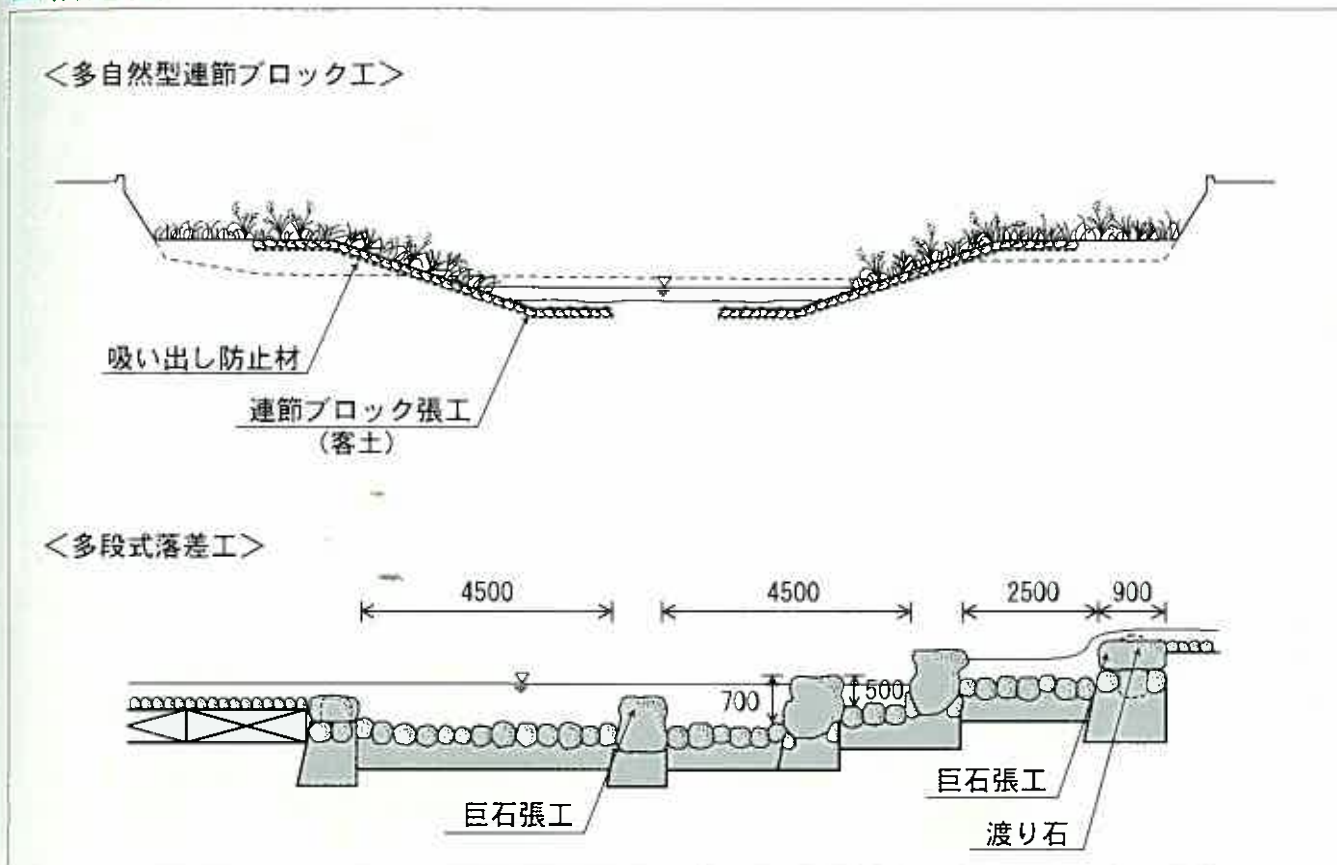 ＜多自然型連節ブロック工＞
吸い出し防止材
連節ブロック張工
(客土)
＜多段式落差工＞
4500 4500 2500 900
700 500
巨石張工
巨石張工
渡り石